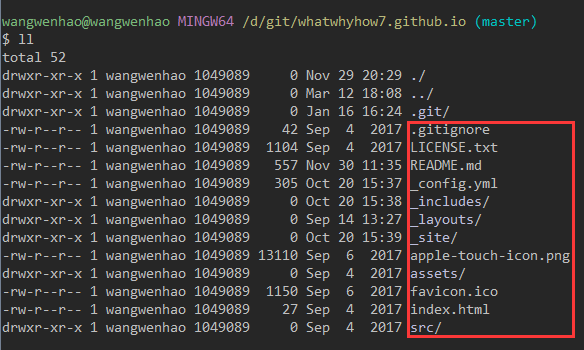 wangwenhao@wangwenhao MINGW64 /d/git/whatwhyhow7.github.io (master)
$ ll
total 52
drwxr-xr-x 1 wangwenhao 1049089     0 Nov 29 20:29 ./
drwxr-xr-x 1 wangwenhao 1049089     0 Mar 12 18:08 ../
drwxr-xr-x 1 wangwenhao 1049089     0 Jan 16 16:24 .git/
-rw-r--r-- 1 wangwenhao 1049089    42 Sep  4  2017 .gitignore
-rw-r--r-- 1 wangwenhao 1049089  1104 Sep  4  2017 LICENSE.txt
-rw-r--r-- 1 wangwenhao 1049089   557 Nov 30 11:35 README.md
-rw-r--r-- 1 wangwenhao 1049089   305 Oct 20 15:37 _config.yml
drwxr-xr-x 1 wangwenhao 1049089     0 Oct 20 15:38 _includes/
drwxr-xr-x 1 wangwenhao 1049089     0 Sep 14 13:27 _layouts/
drwxr-xr-x 1 wangwenhao 1049089     0 Oct 20 15:39 _site/
-rw-r--r-- 1 wangwenhao 1049089 13110 Sep  6  2017 apple-touch-icon.png
drwxr-xr-x 1 wangwenhao 1049089     0 Sep  4  2017 assets/
-rw-r--r-- 1 wangwenhao 1049089  1150 Sep  6  2017 favicon.ico
-rw-r--r-- 1 wangwenhao 1049089    27 Sep  4  2017 index.html
drwxr-xr-x 1 wangwenhao 1049089     0 Sep  4  2017 src/